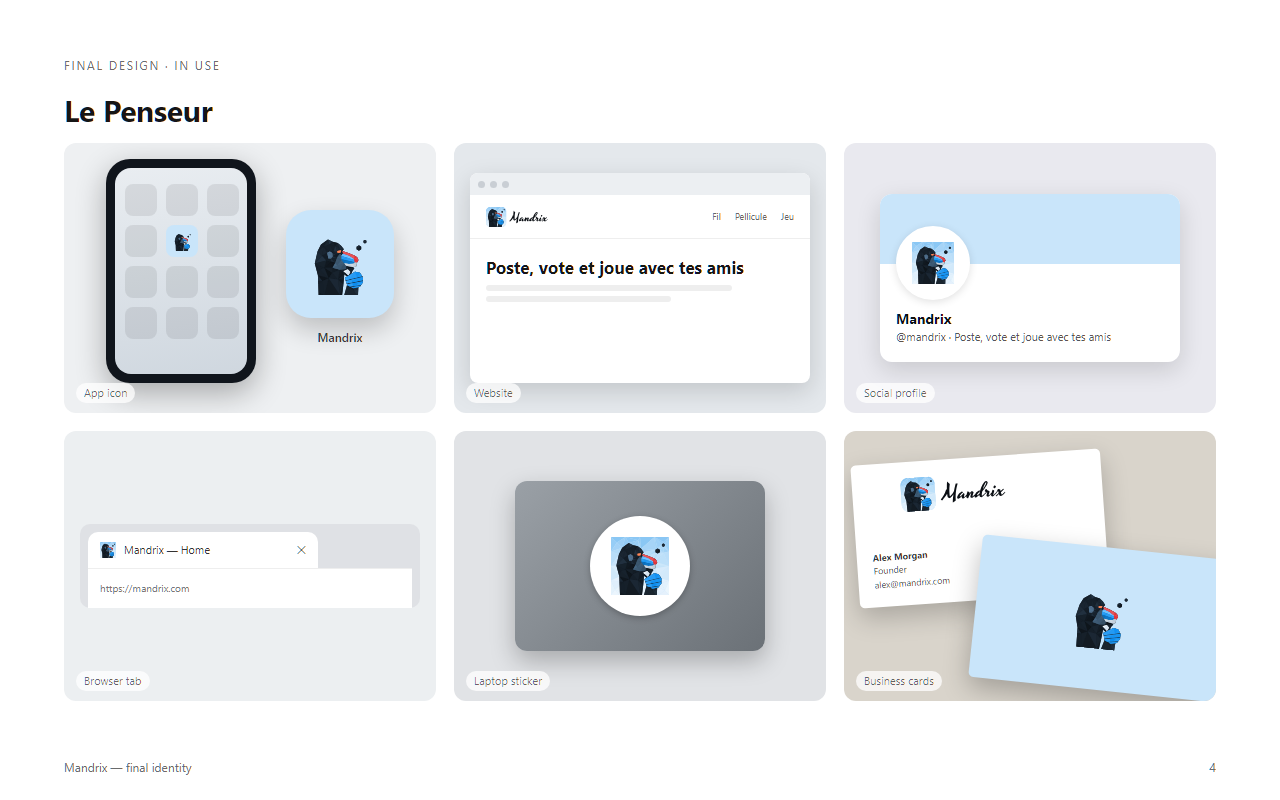 FINAL DESIGN · IN USE
Le Penseur
Mandrix
App icon
Mandrix
Fil Pellicule Jeu
Poste, vote et joue avec tes amis
Website
Mandrix
@mandrix · Poste, vote et joue avec tes amis
Social profile
Mandrix — Home
https://mandrix.com
Browser tab
Laptop sticker
Mandrix
Alex Morgan
Founder
alex@mandrix.com
Business cards
Mandrix — final identity
4